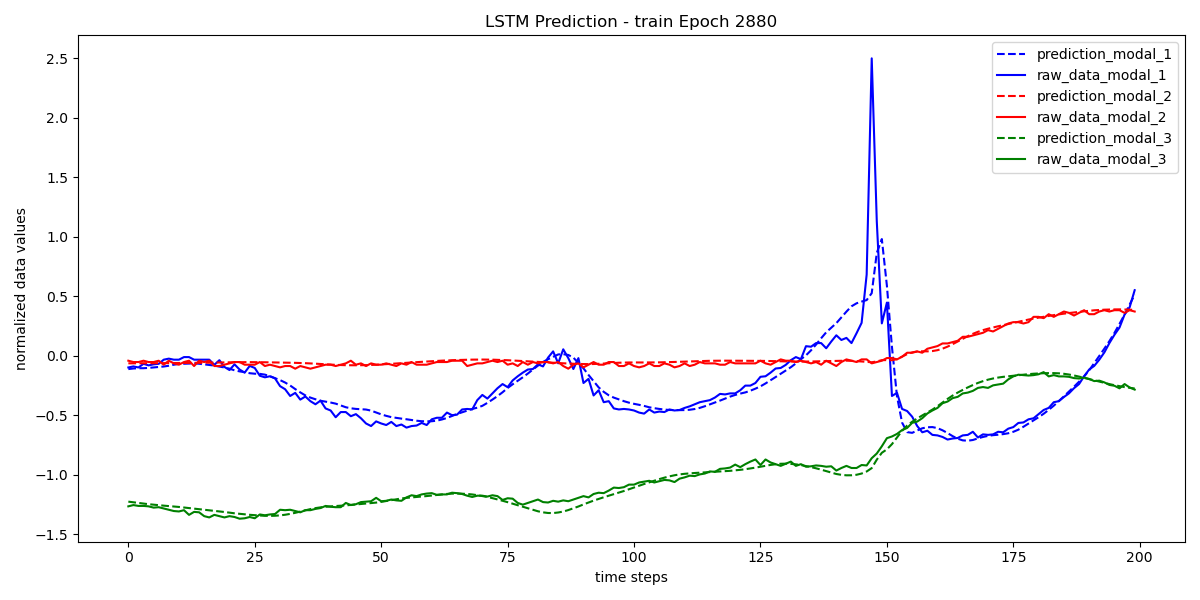 LSTM Prediction - train Epoch 2880
prediction_modal_1
raw_data_modal_1
prediction_modal_2
raw_data_modal_2
prediction_modal_3
raw_data_modal_3
normalized data values
2.5
2.0
1.5
1.0
0.5
0.0
−0.5
−1.0
−1.5
0 25 50 75 100 125 150 175 200
time steps